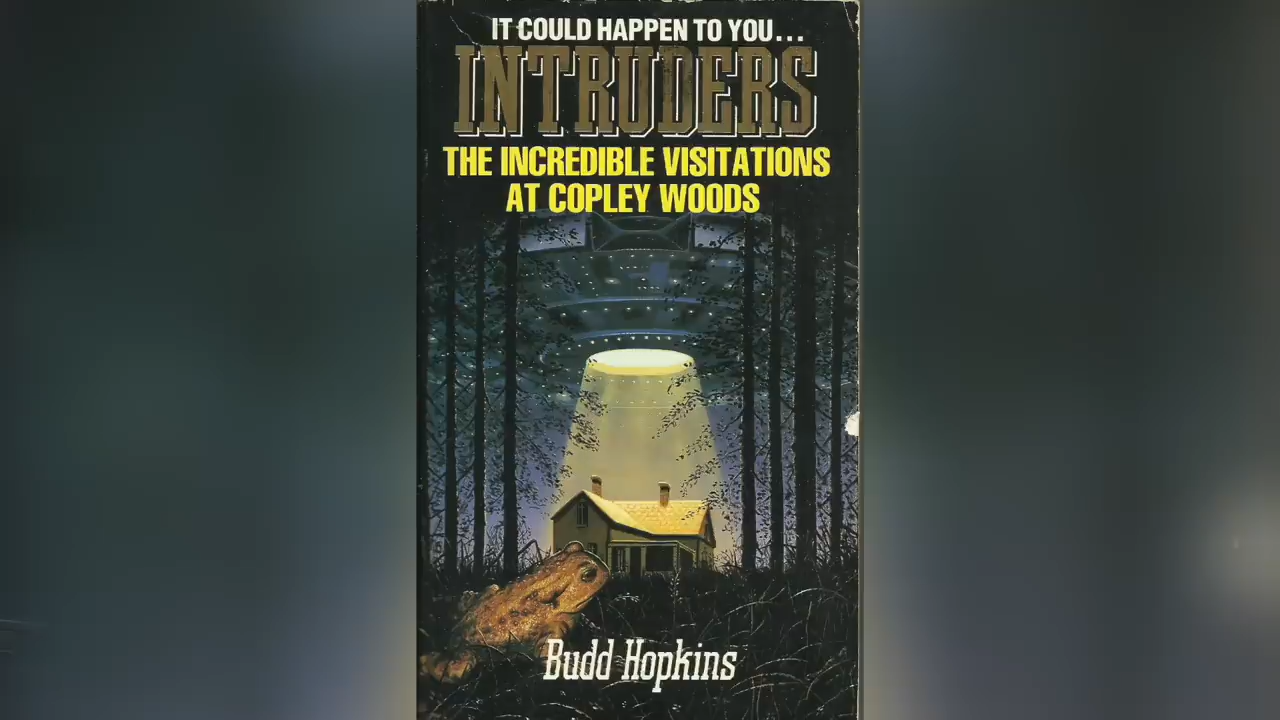 IT COULD HAPPEN TO YOU...
INTRUDERS
THE INCREDIBLE VISITATIONS
AT COPLEY WOODS
Budd Hopkins